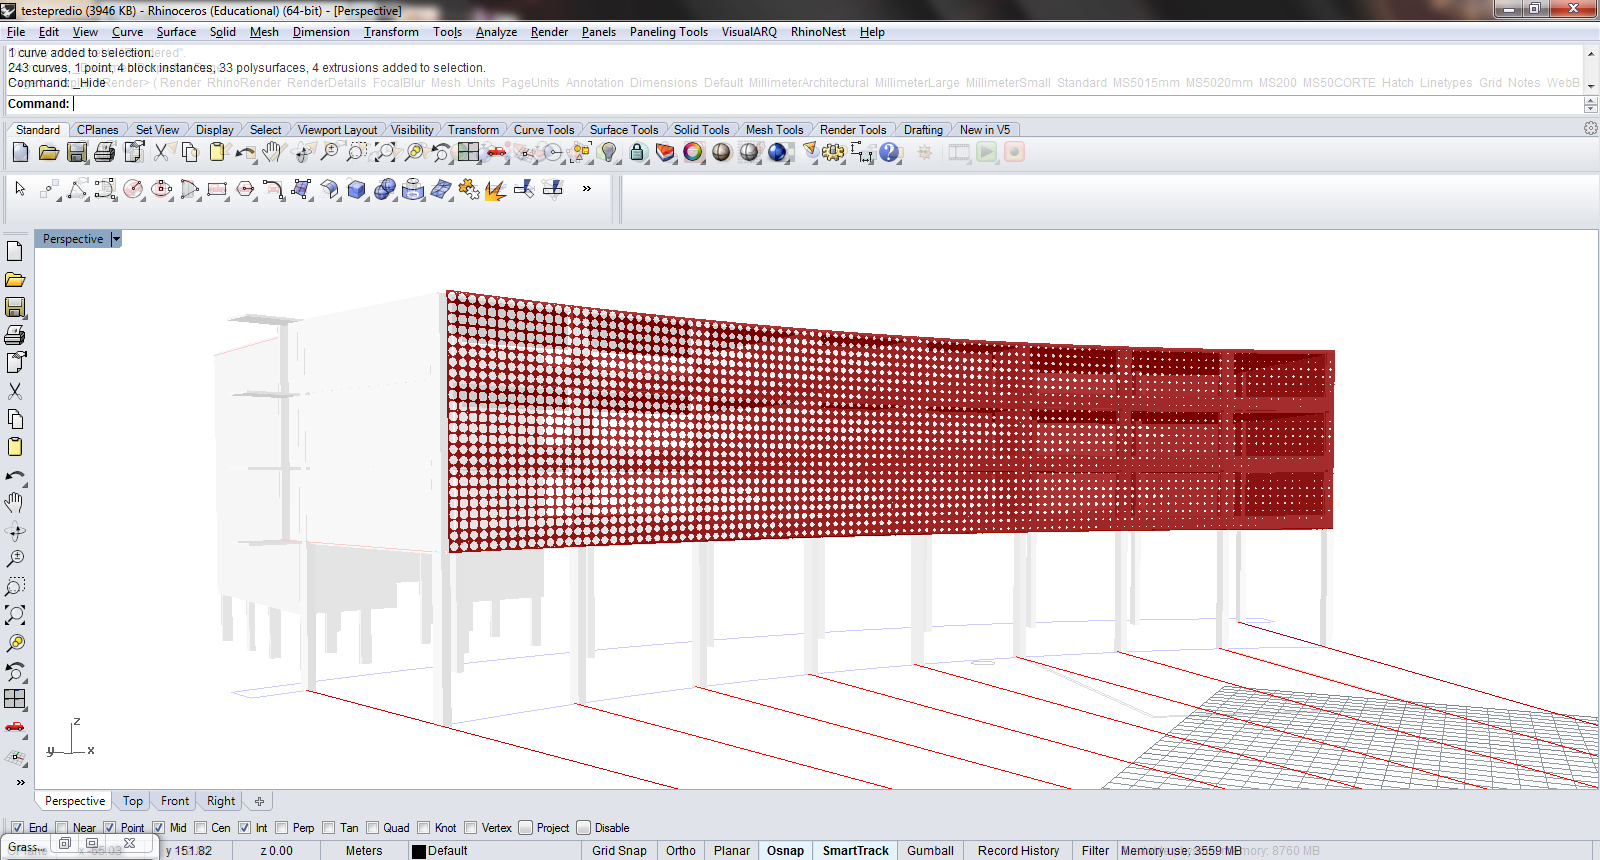 testepredio (3946 KB) - Rhinoceros (Educational) (64-bit) - [Perspective]
File Edit View Curve Surface Solid Mesh Dimension Transform Tools Analyze Render Panels Paneling Tools VisualARQ RhinoNest Help
1 curve added to selection.
243 curves, 1 point, 4 block instances, 33 polysurfaces, 4 extrusions added to selection.
Command: _Hide
Render> ( Render RhinoRender RenderDetails FocalBlur Mesh Units PageUnits Annotation Dimensions Default MillimeterArchitectural MillimeterLarge MillimeterSmall Standard MS5015mm MS5020mm MS200 MS50CORTE Hatch Linetypes Grid Notes WebB
Command:
Standard CPlanes Set View Display Select Viewport Layout Visibility Transform Curve Tools Surface Tools Solid Tools Mesh Tools Render Tools Drafting New in V5
»
Perspective
z
y x
»
Perspective Top Front Right
End Near Point Mid Cen Int Perp Tan Quad Knot Vertex Project Disable
Grass... y 151.82 z 0.00 Meters Default Grid Snap Ortho Planar Osnap SmartTrack Gumball Record History Filter Memory use: 3559 MB
8760 MB